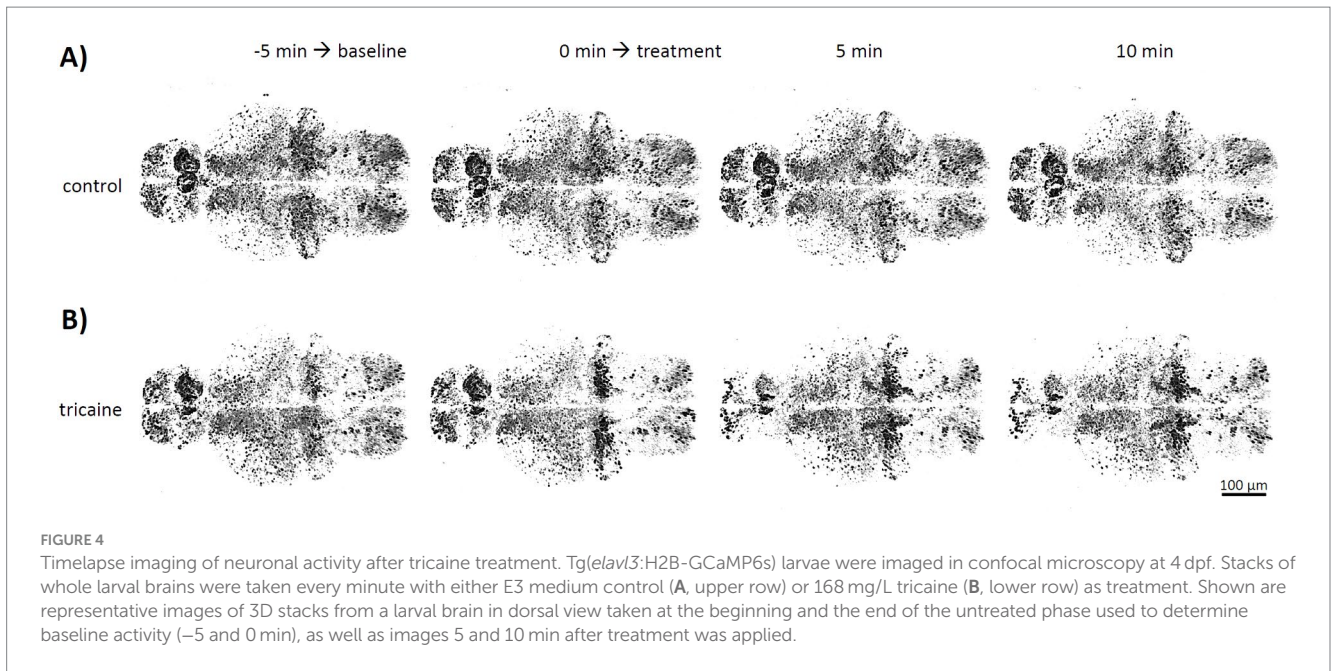 A)
-5 min → baseline
0 min → treatment
5 min
10 min
control
B)
tricaine
100 µm
FIGURE 4
Timelapse imaging of neuronal activity after tricaine treatment. Tg(elavl3:H2B-GCaMP6s) larvae were imaged in confocal microscopy at 4 dpf. Stacks of
whole larval brains were taken every minute with either E3 medium control (A, upper row) or 168 mg/L tricaine (B, lower row) as treatment. Shown are
representative images of 3D stacks from a larval brain in dorsal view taken at the beginning and the end of the untreated phase used to determine
baseline activity (−5 and 0 min), as well as images 5 and 10 min after treatment was applied.